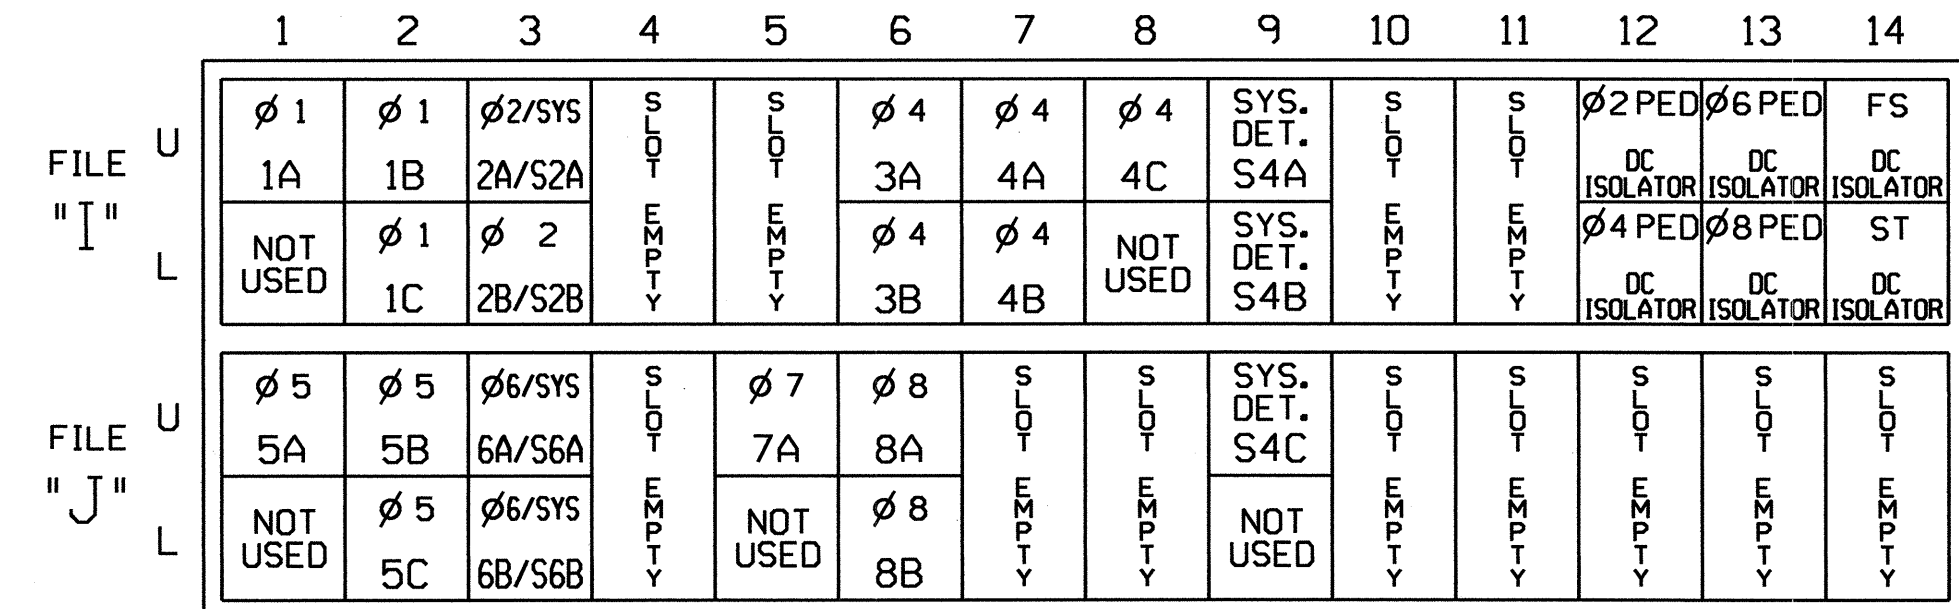 1 2 3 4 5 6 7 8 9 10 11 12 13 14
FILE "I"
U
Ø 1 Ø 1 Ø2/SYS SLOT EMPTY SLOT EMPTY Ø 4 Ø 4 Ø 4 SYS. DET. SLOT EMPTY SLOT EMPTY Ø2 PED Ø6 PED FS
1A 1B 2A/S2A 3A 4A 4C S4A DC ISOLATOR DC ISOLATOR DC ISOLATOR
L
NOT USED Ø 1 Ø 2 Ø 4 Ø 4 NOT USED SYS. DET. Ø4 PED Ø8 PED ST
1C 2B/S2B 3B 4B S4B DC ISOLATOR DC ISOLATOR DC ISOLATOR
FILE "J"
U
Ø 5 Ø 5 Ø6/SYS SLOT EMPTY Ø 7 Ø 8 SLOT EMPTY SLOT EMPTY SYS. DET. SLOT EMPTY SLOT EMPTY SLOT EMPTY SLOT EMPTY SLOT EMPTY
5A 5B 6A/S6A 7A 8A S4C
L
NOT USED Ø 5 Ø6/SYS NOT USED Ø 8 NOT USED
5C 6B/S6B 8B